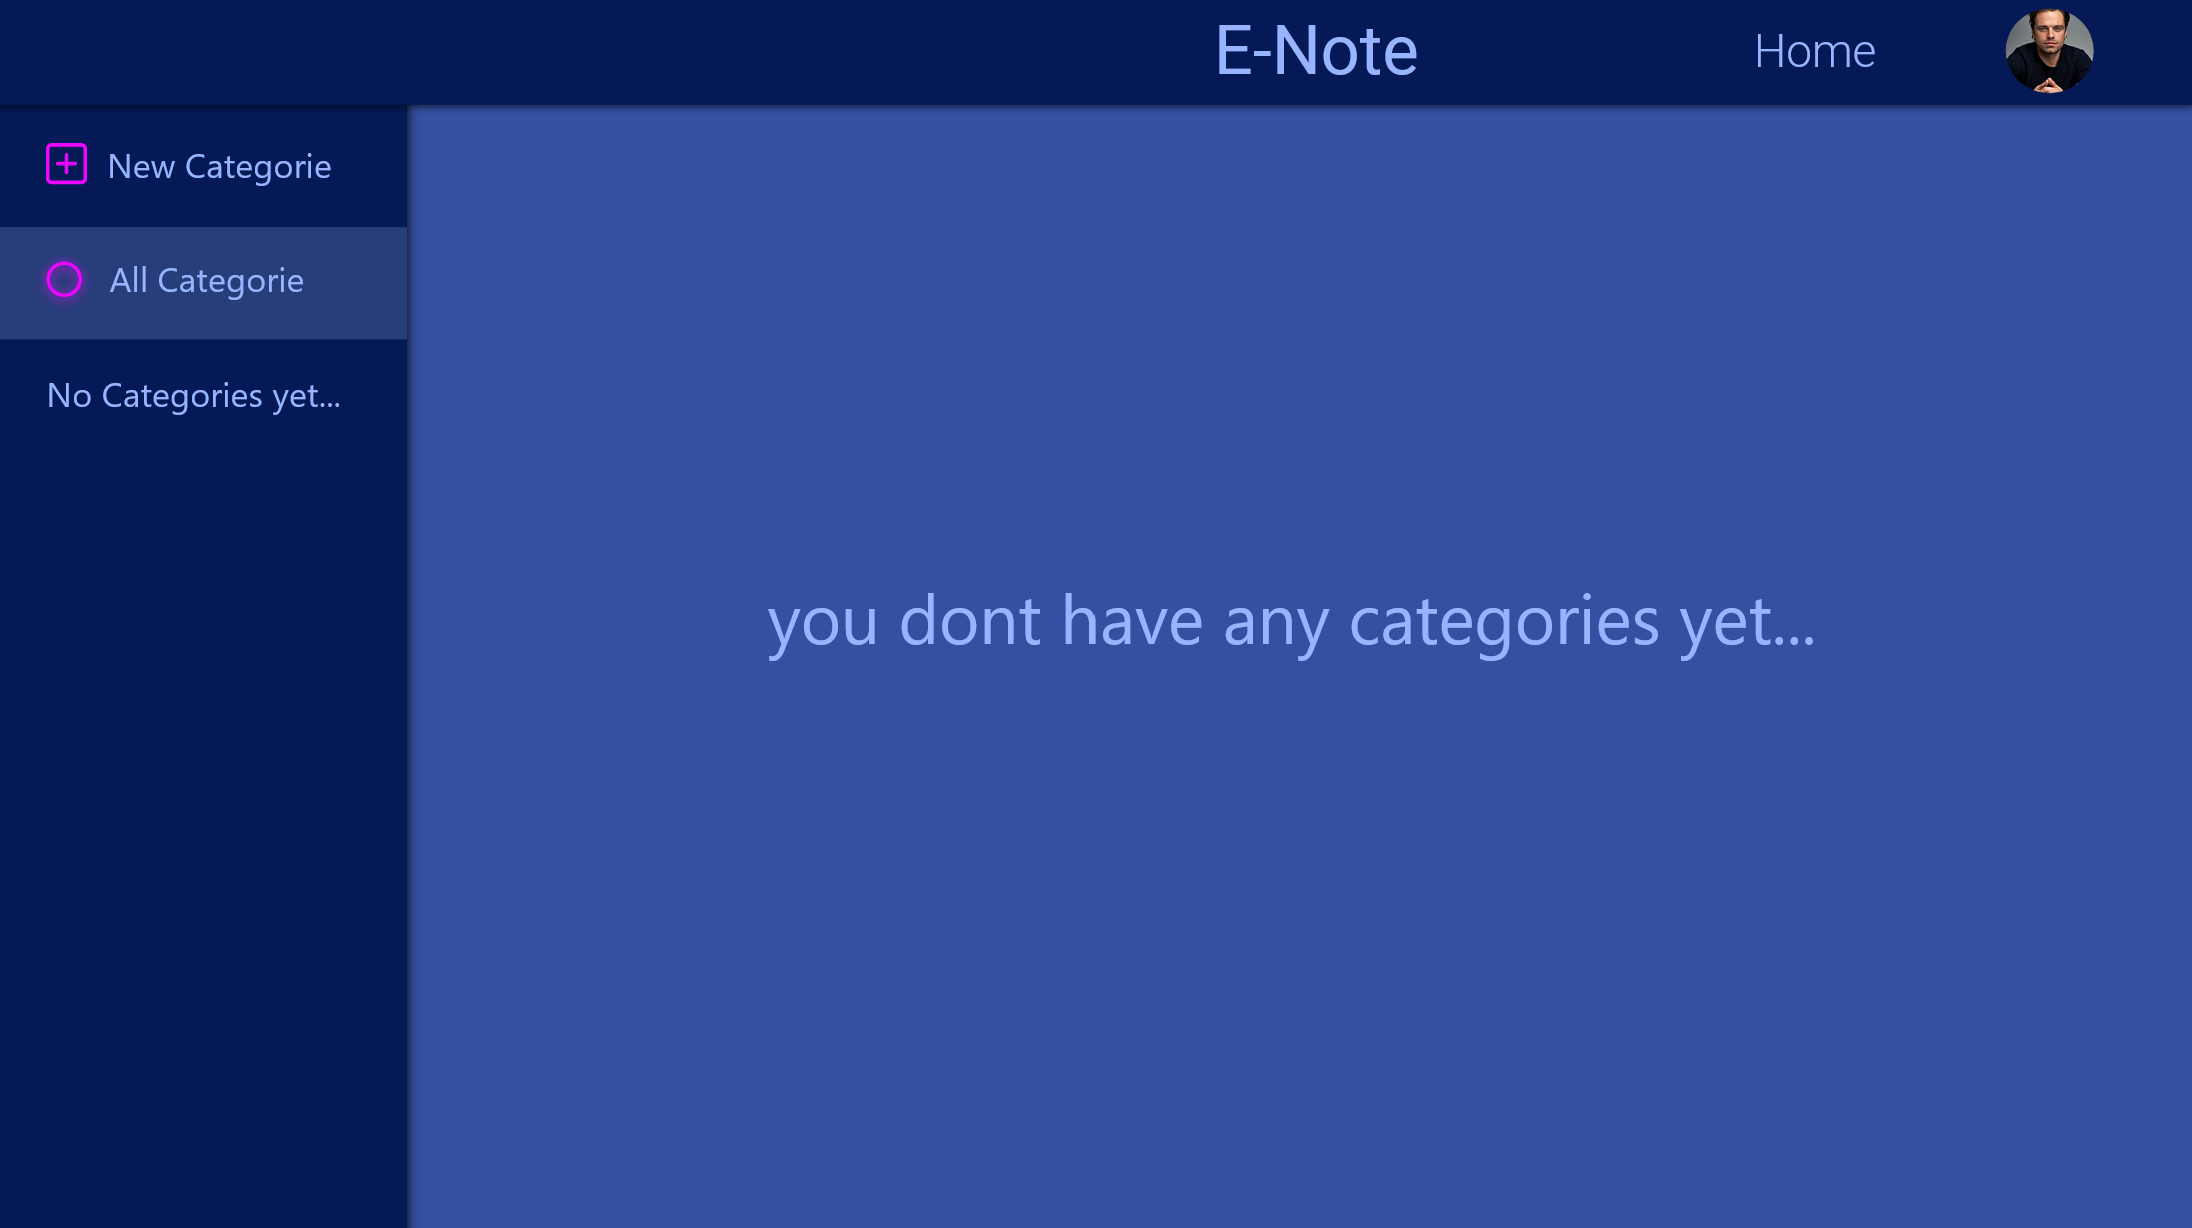 E-Note
Home
New Categorie
All Categorie
No Categories yet...
you dont have any categories yet...